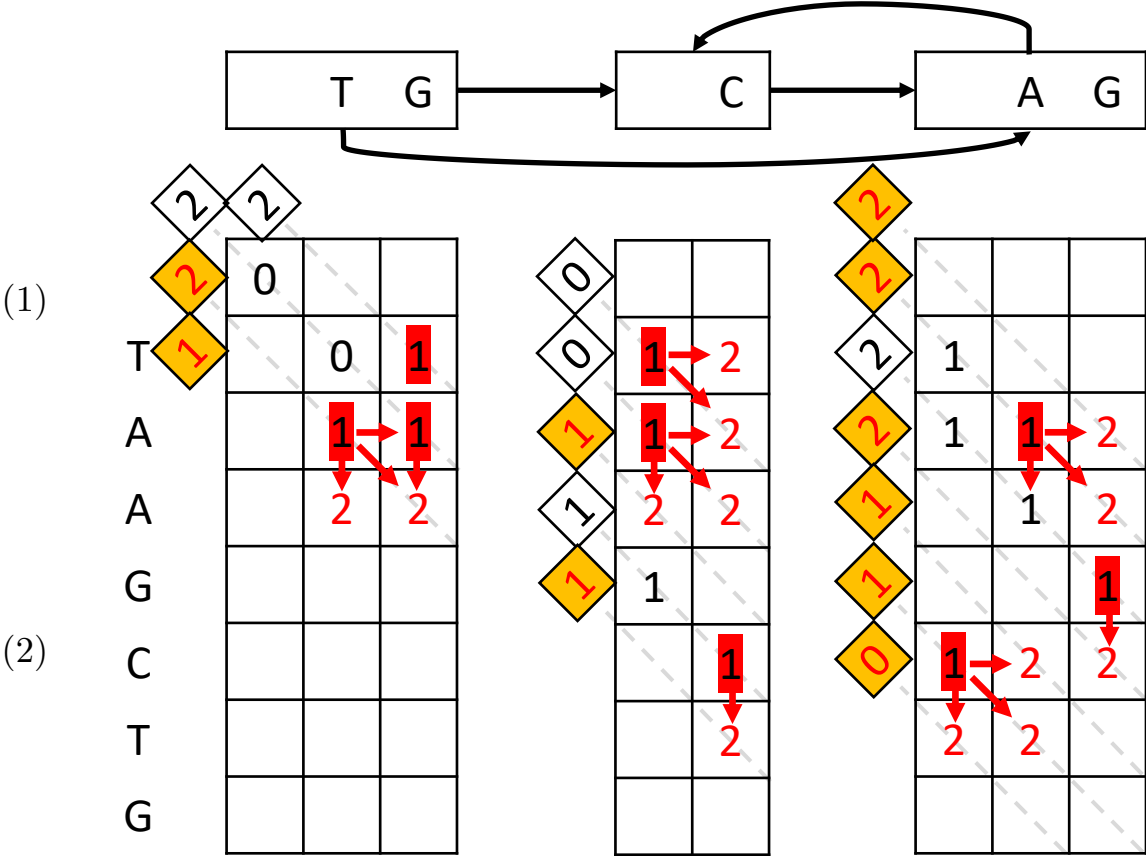 T G C A G
2 2 2
(1) 2 0 0 2
T 1 0 1 0 1 2 2 1
A 1 1 1 1 2 2 1 1 2
A 2 2 1 2 2 1 1 2
G 1 1 1 1
(2) C 1 0 1 2 2
T 2 2 2
G